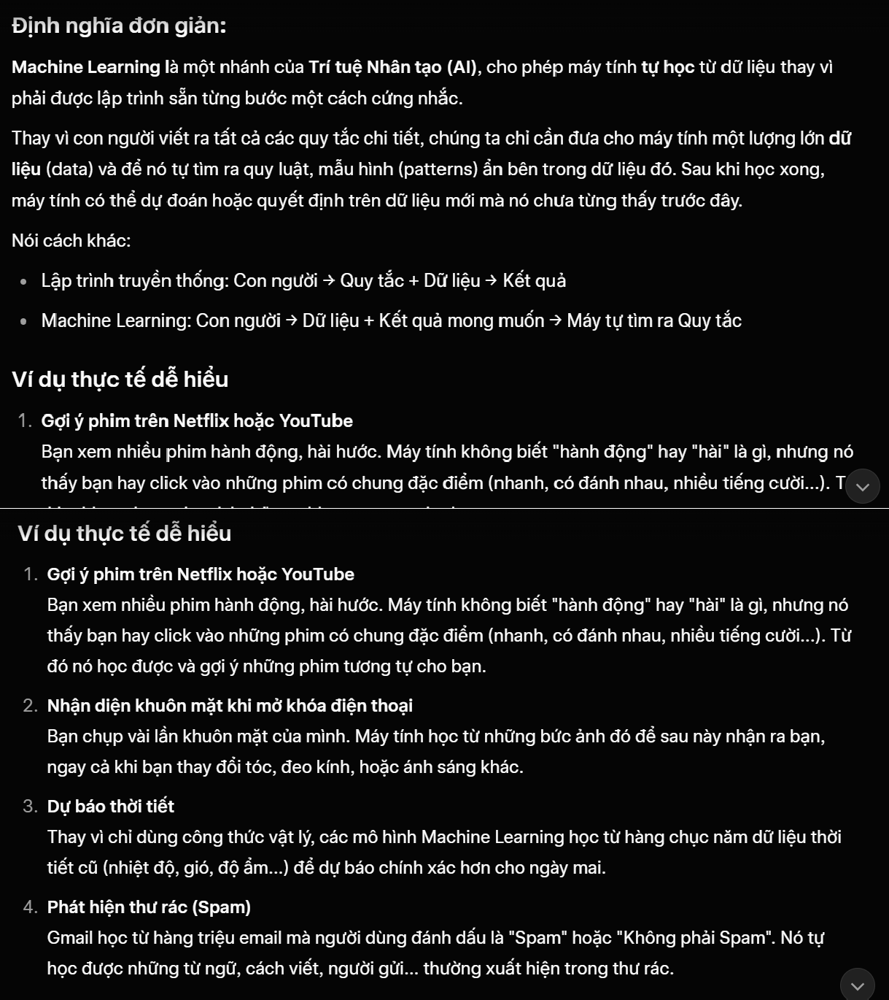 Định nghĩa đơn giản:
Machine Learning là một nhánh của Trí tuệ Nhân tạo (AI), cho phép máy tính tự học từ dữ liệu thay vì
phải được lập trình sẵn từng bước một cách cứng nhắc.
Thay vì con người viết ra tất cả các quy tắc chi tiết, chúng ta chỉ cần đưa cho máy tính một lượng lớn dữ
liệu (data) và để nó tự tìm ra quy luật, mẫu hình (patterns) ẩn bên trong dữ liệu đó. Sau khi học xong,
máy tính có thể dự đoán hoặc quyết định trên dữ liệu mới mà nó chưa từng thấy trước đây.
Nói cách khác:
• Lập trình truyền thống: Con người → Quy tắc + Dữ liệu → Kết quả
• Machine Learning: Con người → Dữ liệu + Kết quả mong muốn → Máy tự tìm ra Quy tắc
Ví dụ thực tế dễ hiểu
1. Gợi ý phim trên Netflix hoặc YouTube
Bạn xem nhiều phim hành động, hài hước. Máy tính không biết "hành động" hay "hài" là gì, nhưng nó
thấy bạn hay click vào những phim có chung đặc điểm (nhanh, có đánh nhau, nhiều tiếng cười...).
Ví dụ thực tế dễ hiểu
1. Gợi ý phim trên Netflix hoặc YouTube
Bạn xem nhiều phim hành động, hài hước. Máy tính không biết "hành động" hay "hài" là gì, nhưng nó
thấy bạn hay click vào những phim có chung đặc điểm (nhanh, có đánh nhau, nhiều tiếng cười...). Từ
đó nó học được và gợi ý những phim tương tự cho bạn.
2. Nhận diện khuôn mặt khi mở khóa điện thoại
Bạn chụp vài lần khuôn mặt của mình. Máy tính học từ những bức ảnh đó để sau này nhận ra bạn,
ngay cả khi bạn thay đổi tóc, đeo kính, hoặc ánh sáng khác.
3. Dự báo thời tiết
Thay vì chỉ dùng công thức vật lý, các mô hình Machine Learning học từ hàng chục năm dữ liệu thời
tiết cũ (nhiệt độ, gió, độ ẩm...) để dự báo chính xác hơn cho ngày mai.
4. Phát hiện thư rác (Spam)
Gmail học từ hàng triệu email mà người dùng đánh dấu là "Spam" hoặc "Không phải Spam". Nó tự
học được những từ ngữ, cách viết, người gửi... thường xuất hiện trong thư rác.